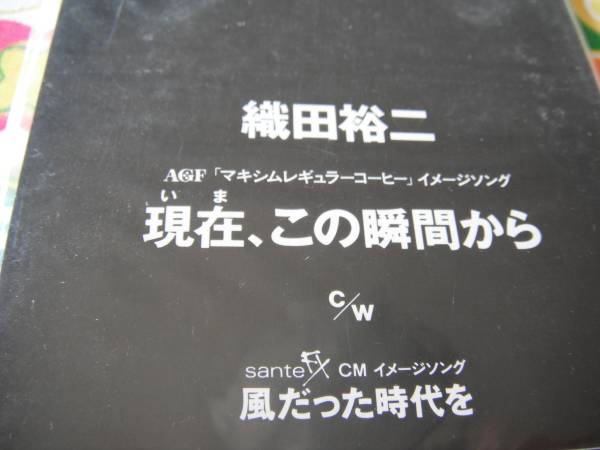 織田裕二
AGF「マキシムレギュラーコーヒー」イメージソング
いま
現在、この瞬間から
c/w
sante FX CM イメージソング
風だった時代を